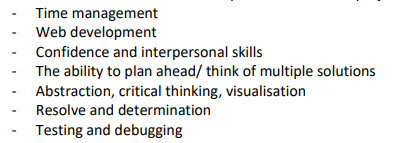 - Time management
- Web development
- Confidence and interpersonal skills
- The ability to plan ahead/ think of multiple solutions
- Abstraction, critical thinking, visualisation
- Resolve and determination
- Testing and debugging